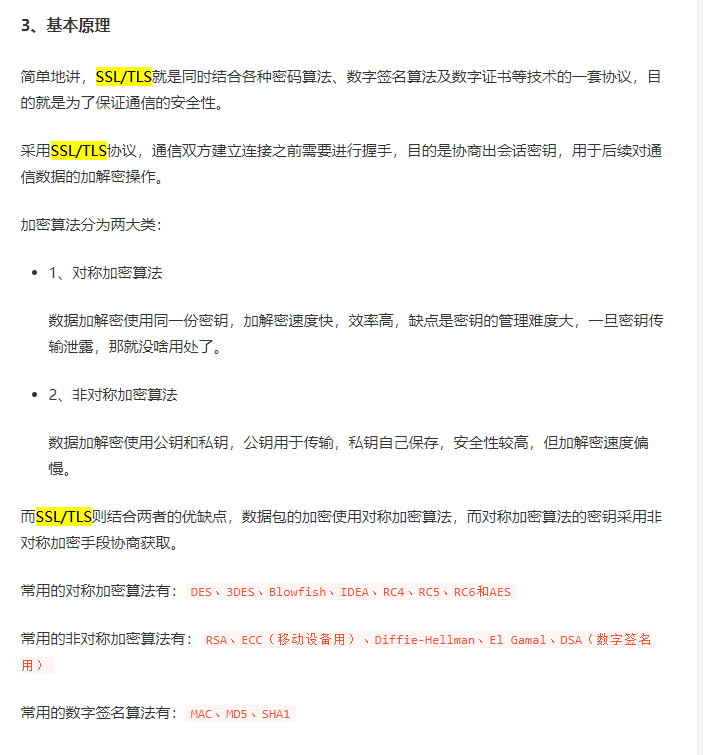 3、基本原理
简单地讲，SSL/TLS就是同时结合各种密码算法、数字签名算法及数字证书等技术的一套协议，目
的就是为了保证通信的安全性。
采用SSL/TLS协议，通信双方建立连接之前需要进行握手，目的是协商出会话密钥，用于后续对通
信数据的加解密操作。
加密算法分为两大类：
• 1、对称加密算法
数据加解密使用同一份密钥，加解密速度快，效率高，缺点是密钥的管理难度大，一旦密钥传
输泄露，那就没啥用处了。
• 2、非对称加密算法
数据加解密使用公钥和私钥，公钥用于传输，私钥自己保存，安全性较高，但加解密速度偏
慢。
而SSL/TLS则结合两者的优缺点，数据包的加密使用对称加密算法，而对称加密算法的密钥采用非
对称加密手段协商获取。
常用的对称加密算法有：DES、3DES、Blowfish、IDEA、RC4、RC5、RC6和AES
常用的非对称加密算法有：RSA、ECC（移动设备用）、Diffie-Hellman、El Gamal、DSA（数字签名
用）
常用的数字签名算法有：MAC、MD5、SHA1